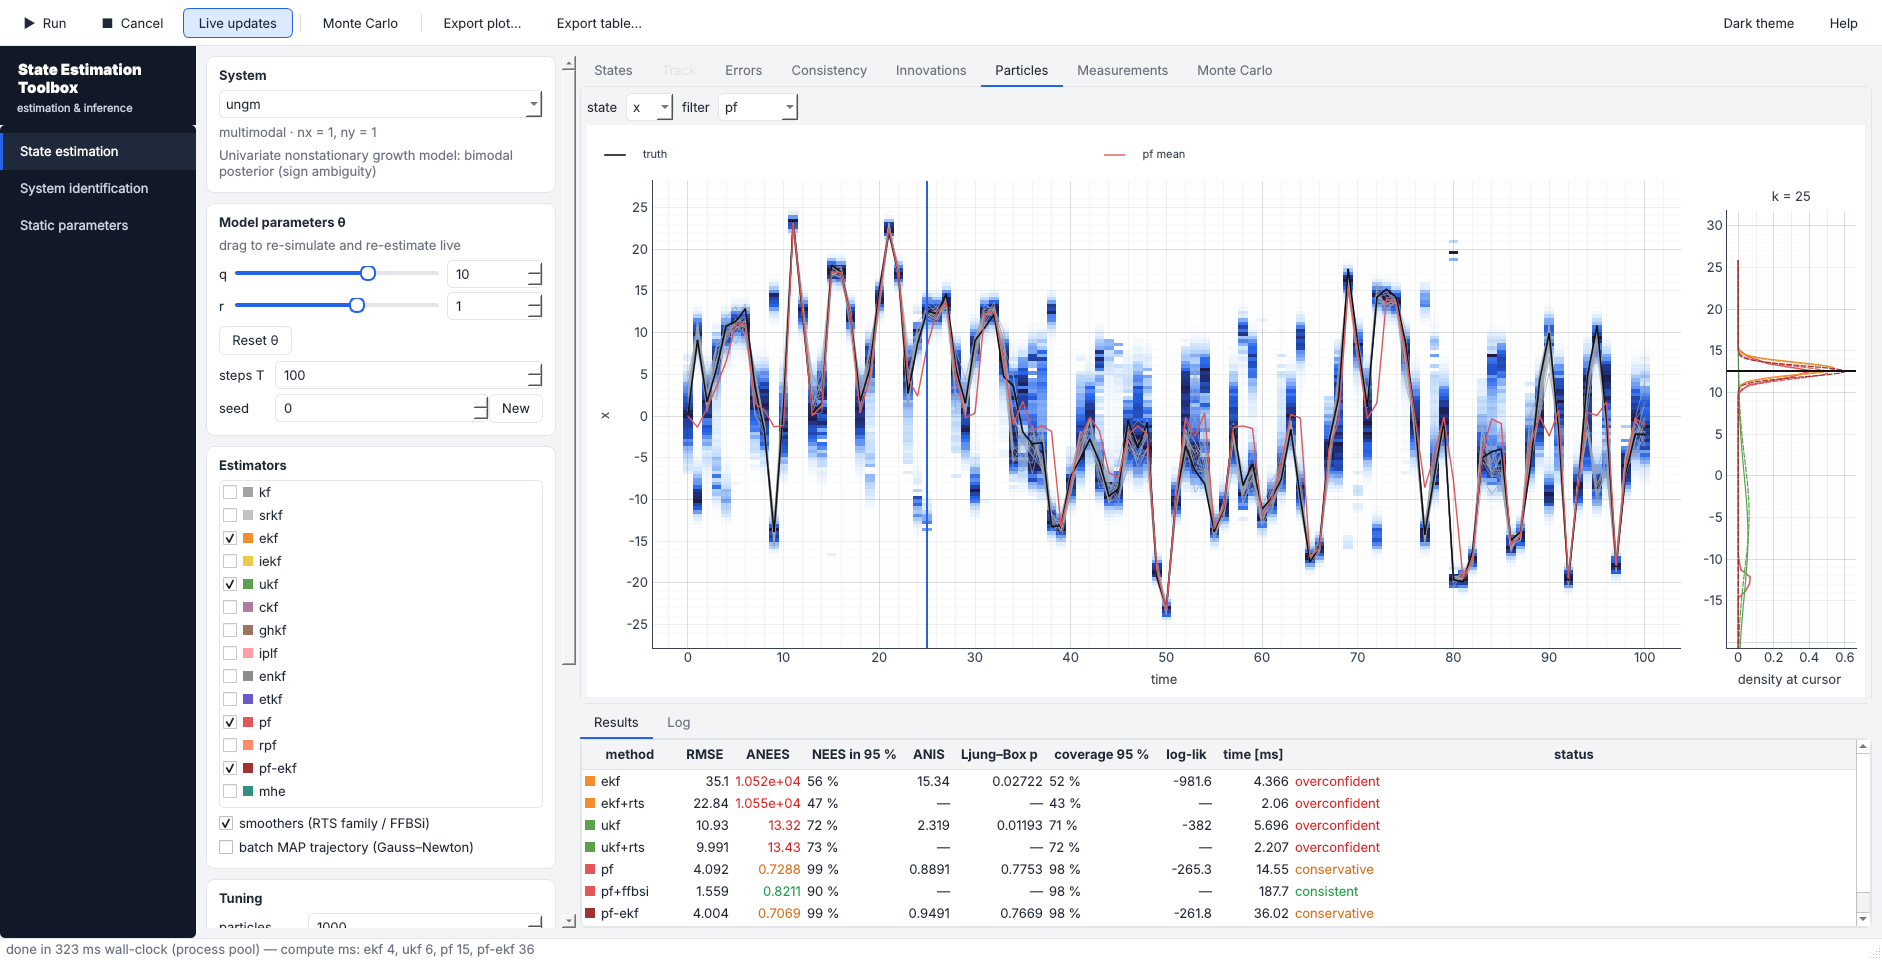 Run
Cancel
Live updates
Monte Carlo
Export plot...
Export table...
Dark theme
Help
State Estimation
Toolbox
estimation & inference
State estimation
System identification
Static parameters
System
ungm
multimodal · nx = 1, ny = 1
Univariate nonstationary growth model: bimodal
posterior (sign ambiguity)
Model parameters θ
drag to re-simulate and re-estimate live
q 10
r 1
Reset θ
steps T 100
seed 0 New
Estimators
kf
srkf
ekf
iekf
ukf
ckf
ghkf
iplf
enkf
etkf
pf
rpf
pf-ekf
mhe
smoothers (RTS family / FFBSi)
batch MAP trajectory (Gauss–Newton)
Tuning
particles 1000
States Track Errors Consistency Innovations Particles Measurements Monte Carlo
state x filter pf
truth
pf mean
25
20
15
10
5
0
-5
-10
-15
-20
-25
x
0 10 20 30 40 50 60 70 80 90 100
time
k = 25
30
25
20
15
10
5
0
-5
-10
-15
0 0.2 0.4 0.6
density at cursor
Results Log
method RMSE ANEES NEES in 95 % ANIS Ljung–Box p coverage 95 % log-lik time [ms] status
ekf 35.1 1.052e+04 56 % 15.34 0.02722 52 % -981.6 4.366 overconfident
ekf+rts 22.84 1.055e+04 47 % — — 43 % — 2.06 overconfident
ukf 10.93 13.32 72 % 2.319 0.01193 71 % -382 5.696 overconfident
ukf+rts 9.991 13.43 73 % — — 72 % — 2.207 overconfident
pf 4.092 0.7288 99 % 0.8891 0.7753 98 % -265.3 14.55 conservative
pf+ffbsi 1.559 0.8211 90 % — — 98 % — 187.7 consistent
pf-ekf 4.004 0.7069 99 % 0.9491 0.7669 98 % -261.8 36.02 conservative
done in 323 ms wall-clock (process pool) — compute ms: ekf 4, ukf 6, pf 15, pf-ekf 36